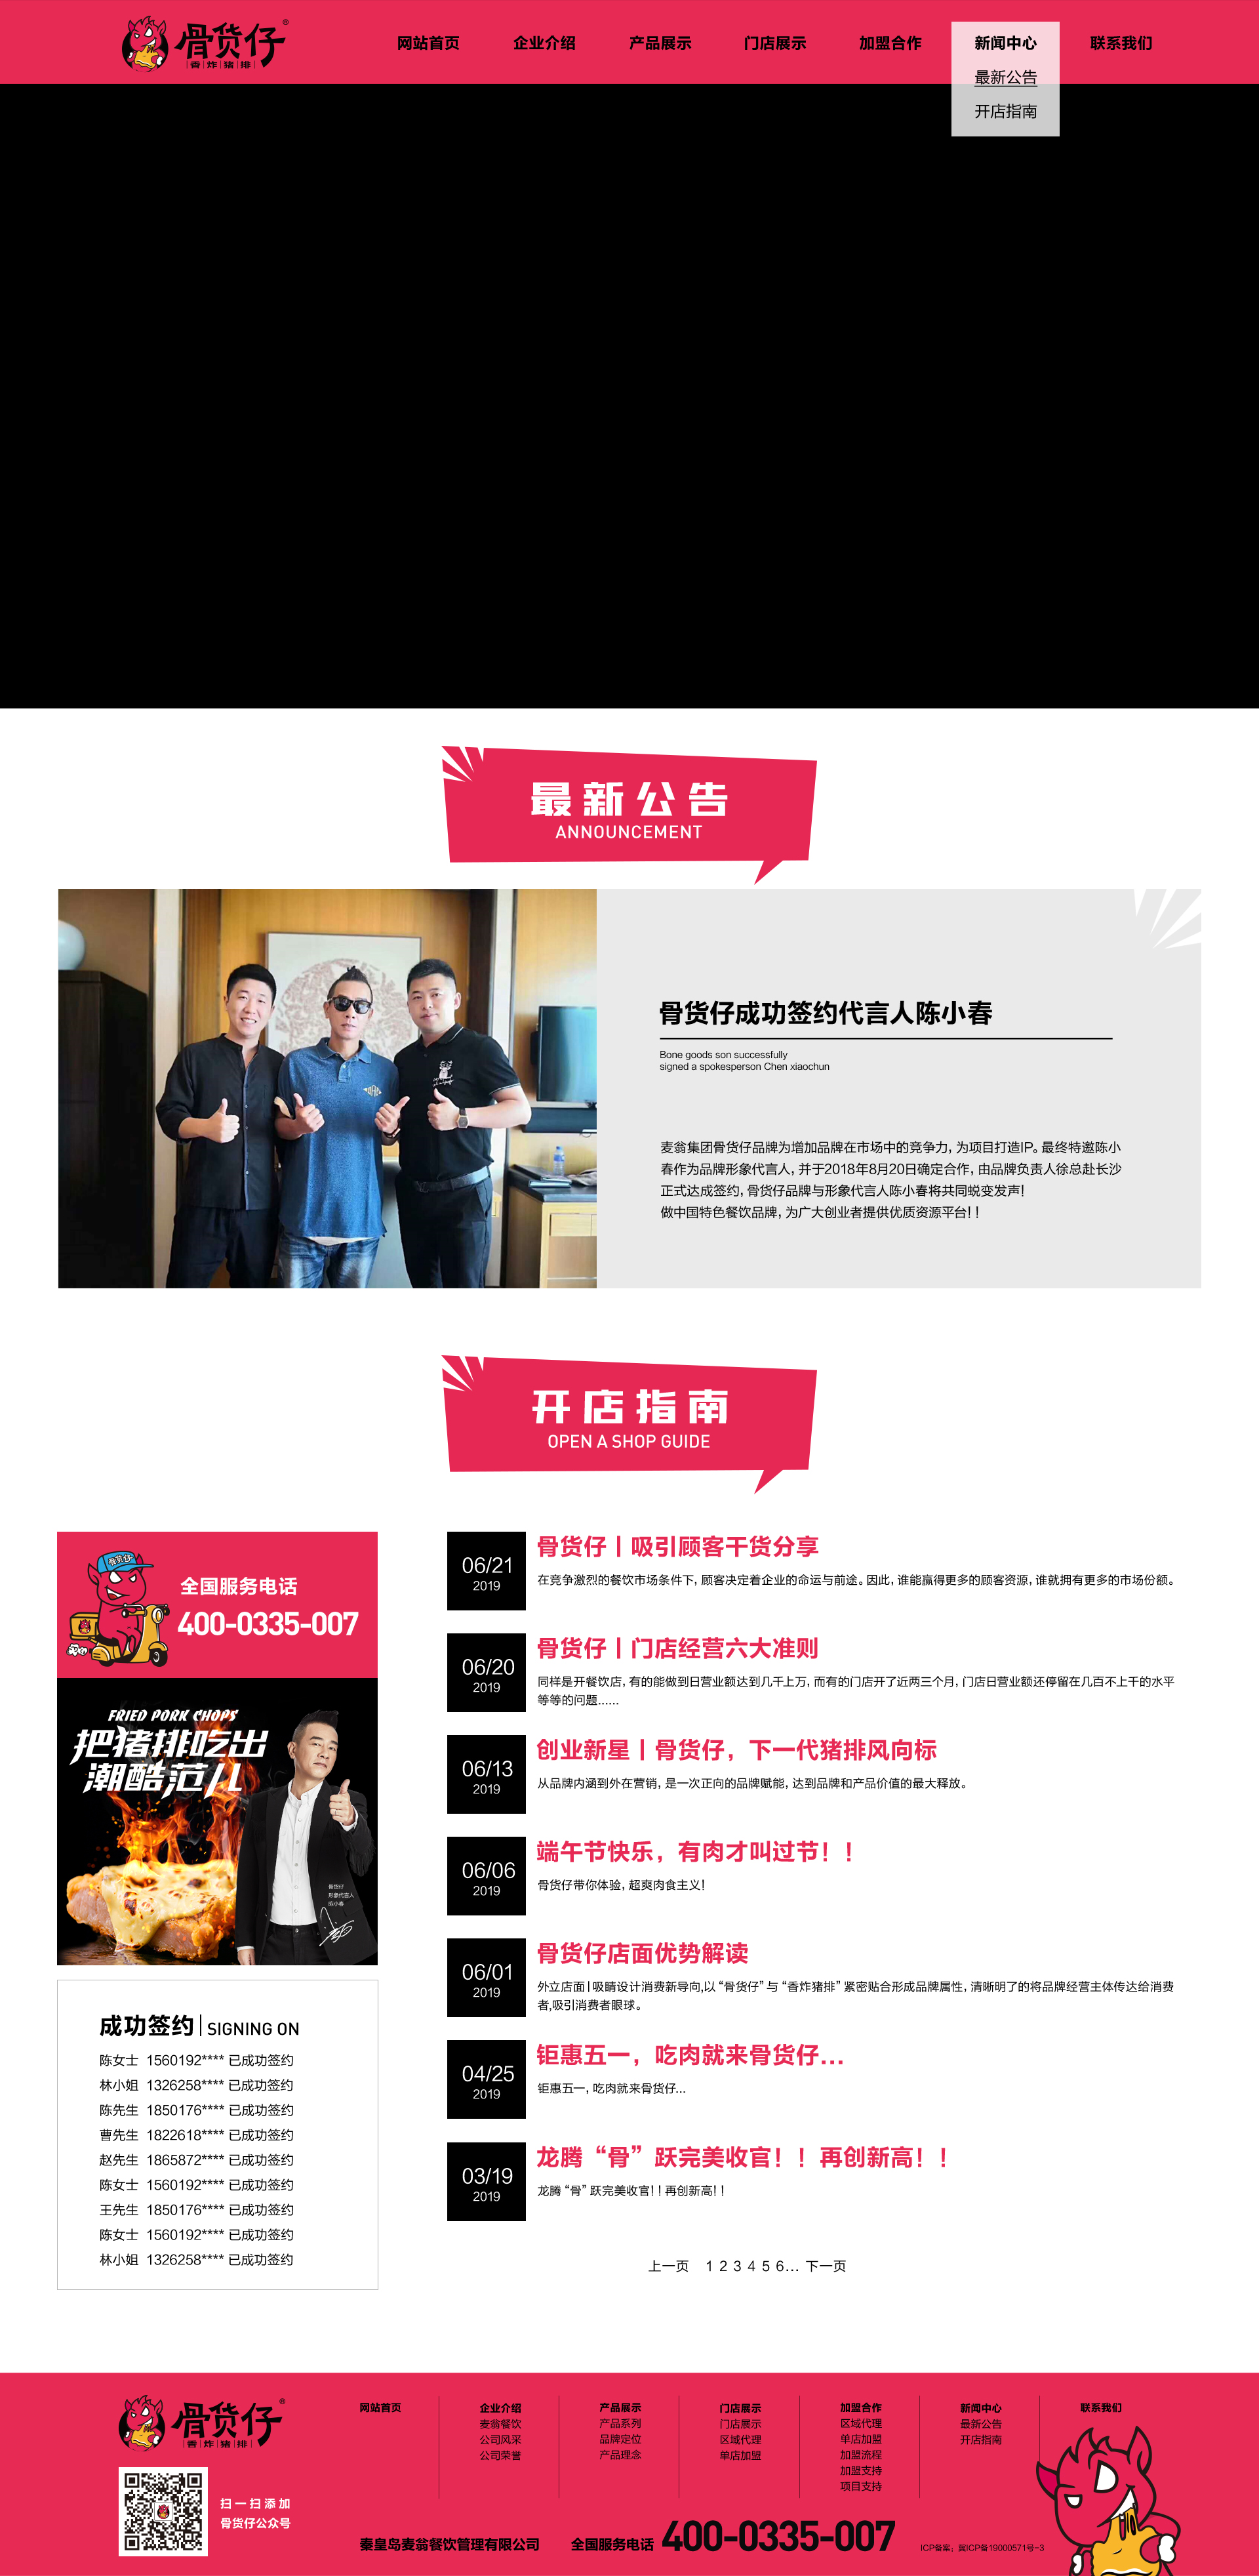 骨货仔®
香炸猪排
网站首页 企业介绍 产品展示 门店展示 加盟合作 新闻中心 联系我们
最新公告
开店指南
最新公告
ANNOUNCEMENT
骨货仔成功签约代言人陈小春
Bone goods son successfully
signed a spokesperson Chen xiaochun
麦翁集团骨货仔品牌为增加品牌在市场中的竞争力，为项目打造IP。最终特邀陈小
春作为品牌形象代言人，并于2018年8月20日确定合作，由品牌负责人徐总赴长沙
正式达成签约，骨货仔品牌与形象代言人陈小春将共同蜕变发声！
做中国特色餐饮品牌，为广大创业者提供优质资源平台！！
开店指南
OPEN A SHOP GUIDE
骨货仔
全国服务电话
400-0335-007
FRIED PORK CHOPS
把猪排吃出
潮酷范儿
骨货仔
形象代言人
陈小春
成功签约 | SIGNING ON
陈女士 1560192**** 已成功签约
林小姐 1326258**** 已成功签约
陈先生 1850176**** 已成功签约
曹先生 1822618**** 已成功签约
赵先生 1865872**** 已成功签约
陈女士 1560192**** 已成功签约
王先生 1850176**** 已成功签约
陈女士 1560192**** 已成功签约
林小姐 1326258**** 已成功签约
06/21
2019
骨货仔丨吸引顾客干货分享
在竞争激烈的餐饮市场条件下，顾客决定着企业的命运与前途。因此，谁能赢得更多的顾客资源，谁就拥有更多的市场份额。
06/20
2019
骨货仔丨门店经营六大准则
同样是开餐饮店，有的能做到日营业额达到几千上万，而有的门店开了近两三个月，门店日营业额还停留在几百不上千的水平
等等的问题......
06/13
2019
创业新星丨骨货仔，下一代猪排风向标
从品牌内涵到外在营销，是一次正向的品牌赋能，达到品牌和产品价值的最大释放。
06/06
2019
端午节快乐，有肉才叫过节！！
骨货仔带你体验，超爽肉食主义！
06/01
2019
骨货仔店面优势解读
外立店面 | 吸睛设计消费新导向,以“骨货仔”与“香炸猪排”紧密贴合形成品牌属性，清晰明了的将品牌经营主体传达给消费
者,吸引消费者眼球。
04/25
2019
钜惠五一，吃肉就来骨货仔...
钜惠五一，吃肉就来骨货仔...
03/19
2019
龙腾“骨”跃完美收官！！再创新高！！
龙腾“骨”跃完美收官！！再创新高！！
上一页 1 2 3 4 5 6... 下一页
骨货仔®
香炸猪排
扫一扫添加
骨货仔公众号
网站首页
企业介绍
麦翁餐饮
公司风采
公司荣誉
产品展示
产品系列
品牌定位
产品理念
门店展示
门店展示
区域代理
单店加盟
加盟合作
区域代理
单店加盟
加盟流程
加盟支持
项目支持
新闻中心
最新公告
开店指南
联系我们
秦皇岛麦翁餐饮管理有限公司 全国服务电话 400-0335-007 ICP备案：冀ICP备19000571号-3